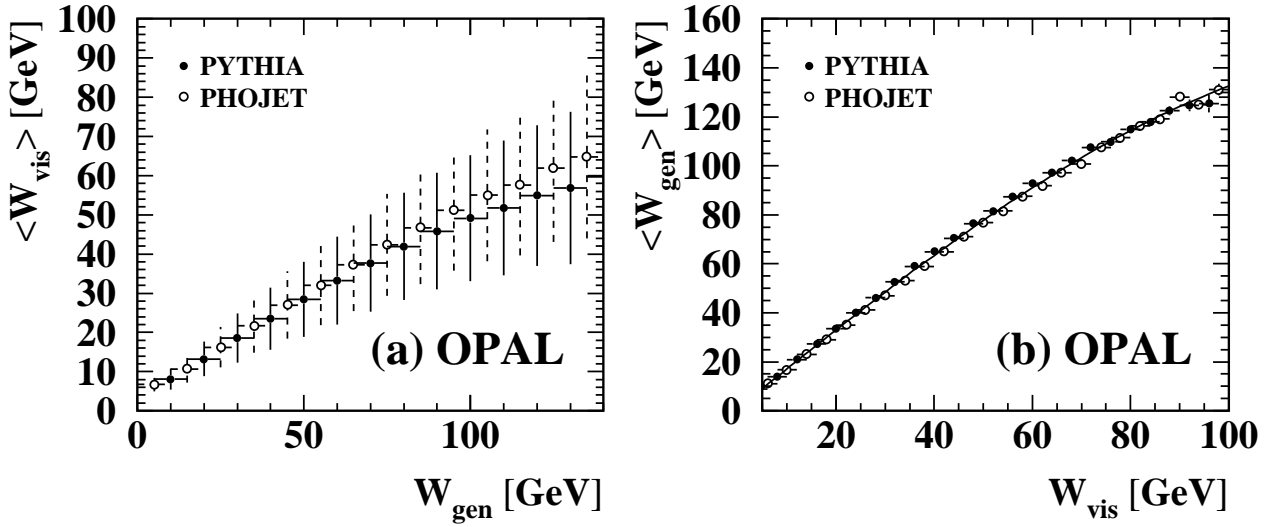 <W_vis> [GeV]
100
90
80
70
60
50
40
30
20
10
0
PYTHIA
PHOJET
(a) OPAL
0 50 100
W_gen [GeV]
<W_gen> [GeV]
160
140
120
100
80
60
40
20
0
PYTHIA
PHOJET
(b) OPAL
20 40 60 80 100
W_vis [GeV]